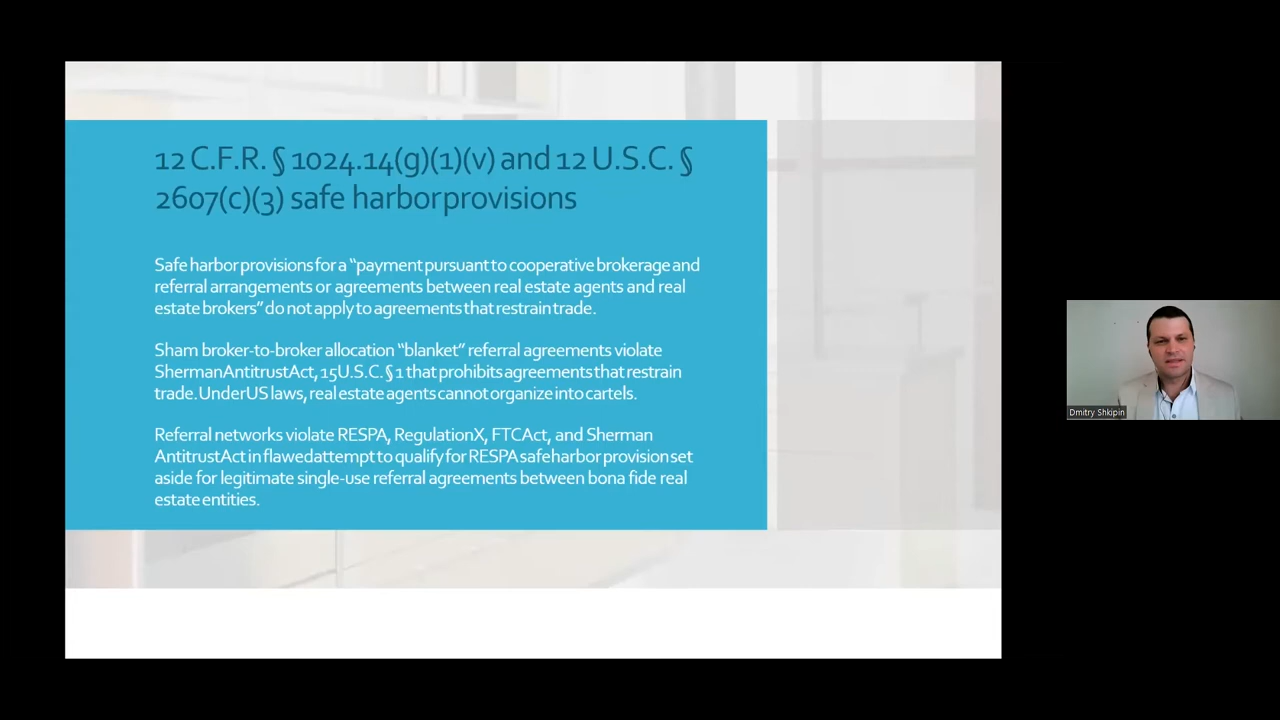 12 C.F.R. § 1024.14(g)(1)(v) and 12 U.S.C. §
2607(c)(3) safe harbor provisions
Safe harbor provisions for a “payment pursuant to cooperative brokerage and
referral arrangements or agreements between real estate agents and real
estate brokers” do not apply to agreements that restrain trade.
Sham broker-to-broker allocation “blanket” referral agreements violate
Sherman Antitrust Act, 15 U.S.C. § 1 that prohibits agreements that restrain
trade. Under US laws, real estate agents cannot organize into cartels.
Referral networks violate RESPA, Regulation X, FTC Act, and Sherman
Antitrust Act in flawed attempt to qualify for RESPA safe harbor provision set
aside for legitimate single-use referral agreements between bona fide real
estate entities.
Dmitry Shkipin